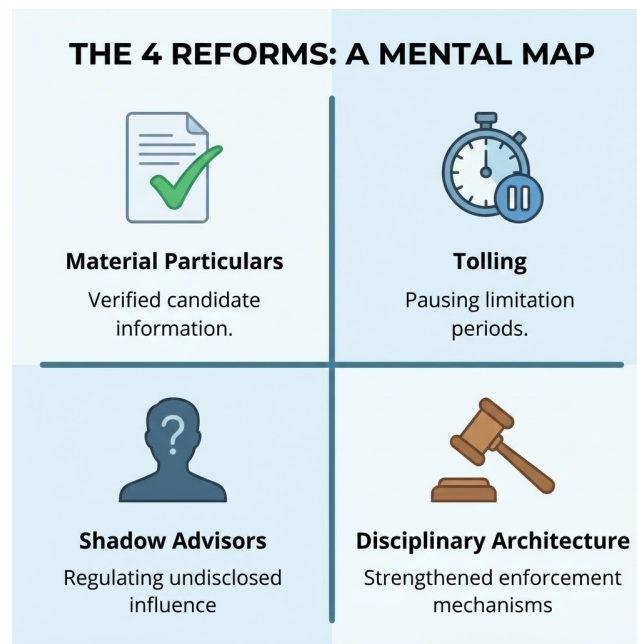 THE 4 REFORMS: A MENTAL MAP
Material Particulars
Verified candidate
information.
Tolling
Pausing limitation
periods.
?
Shadow Advisors
Regulating undisclosed
influence
Disciplinary Architecture
Strengthened enforcement
mechanisms